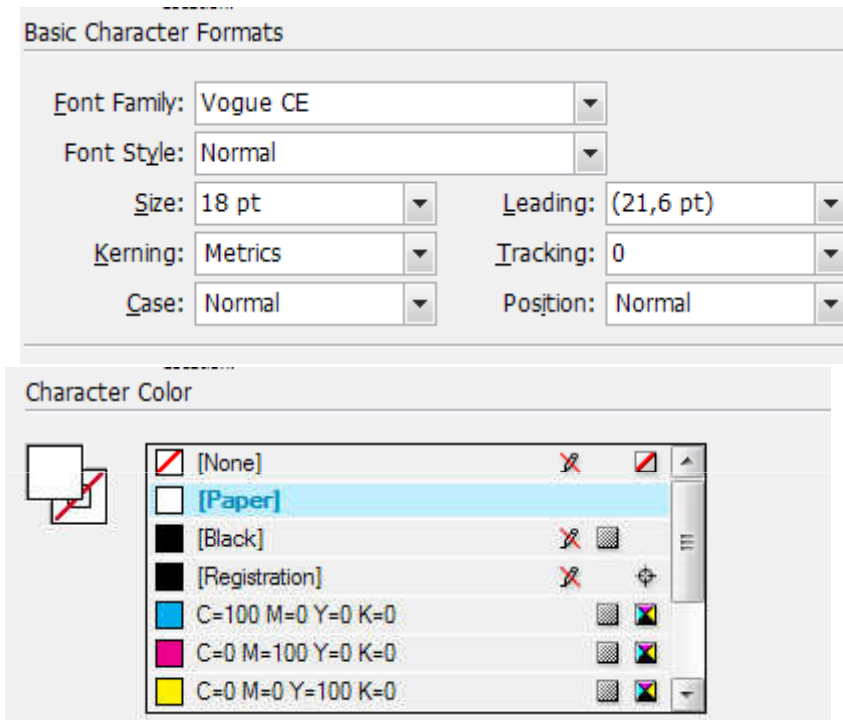 Basic Character Formats
Font Family: Vogue CE
Font Style: Normal
Size: 18 pt Leading: (21,6 pt)
Kerning: Metrics Tracking: 0
Case: Normal Position: Normal
Character Color
[None]
[Paper]
[Black]
[Registration]
C=100 M=0 Y=0 K=0
C=0 M=100 Y=0 K=0
C=0 M=0 Y=100 K=0